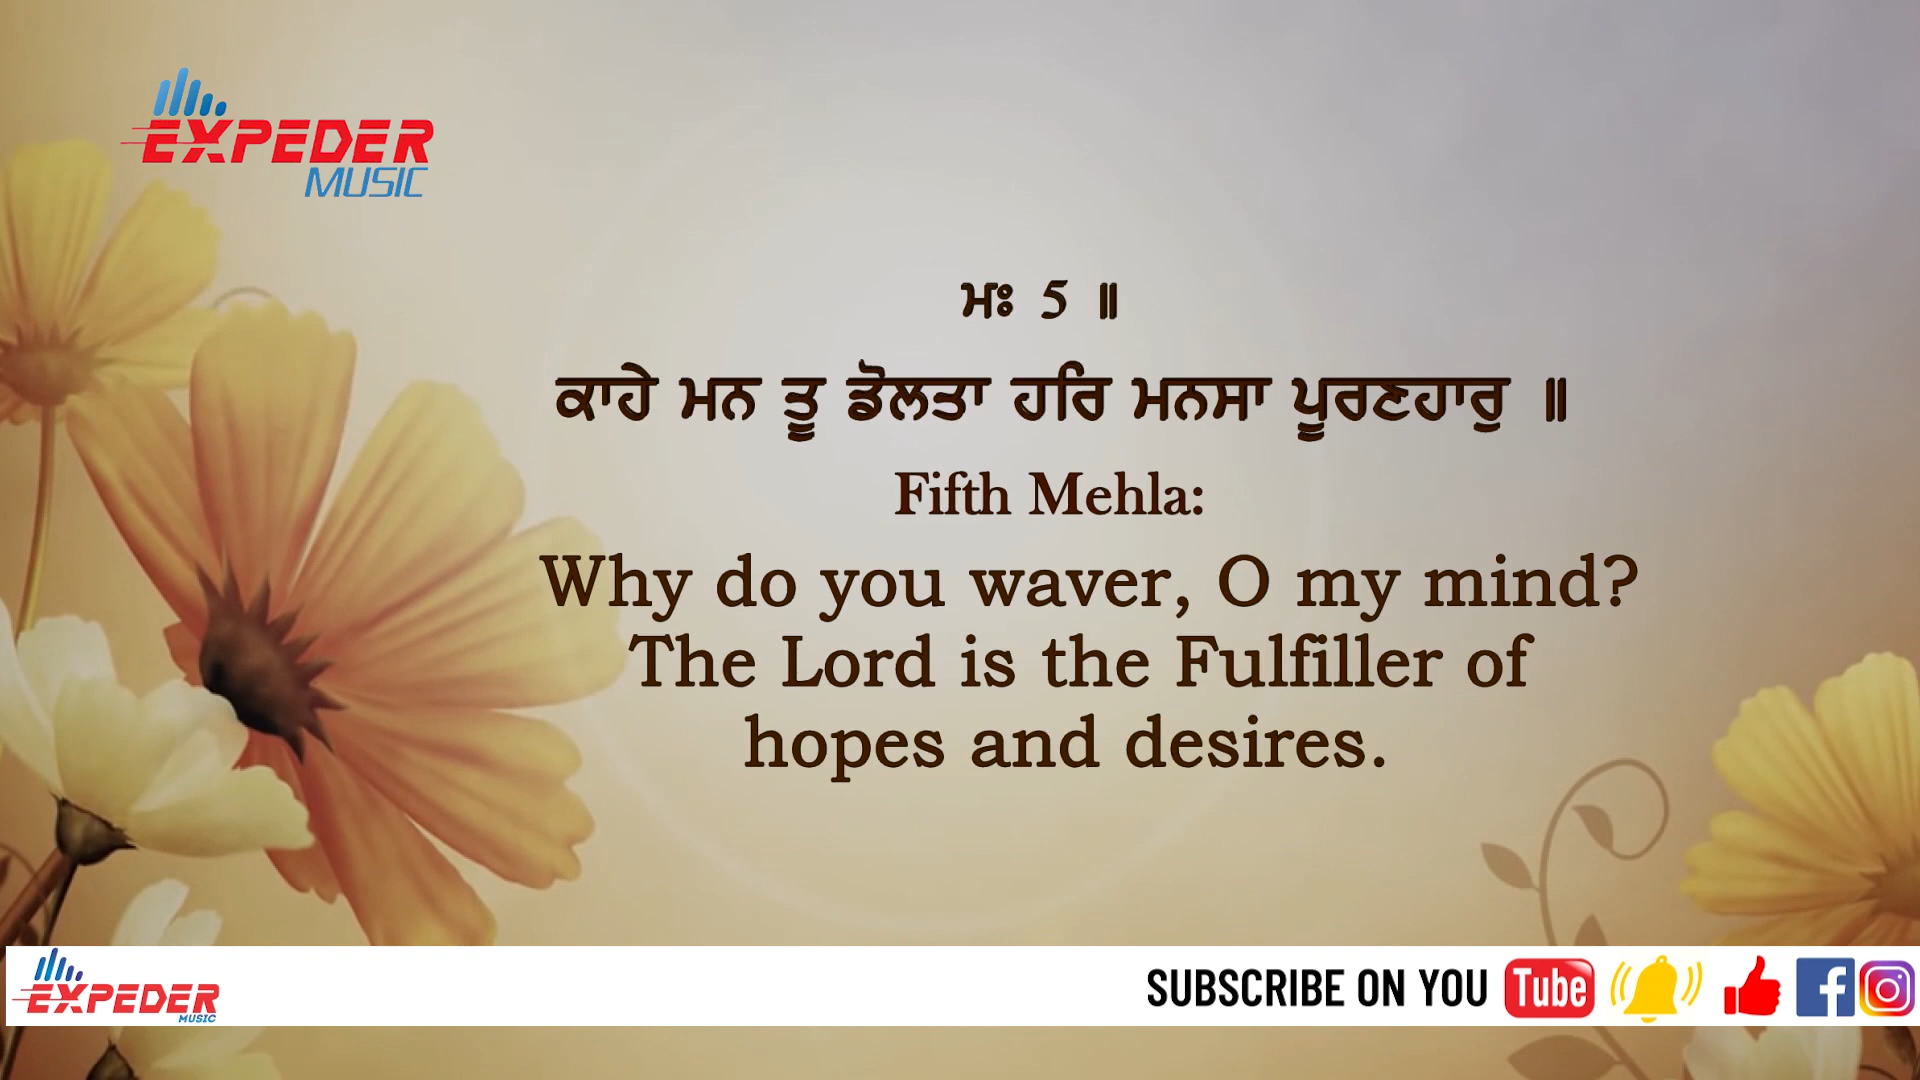 EXPEDER
MUSIC
ਮਃ 5 ॥
ਕਾਹੇ ਮਨ ਤੂ ਡੋਲਤਾ ਹਰਿ ਮਨਸਾ ਪੂਰਣਹਾਰੁ ॥
Fifth Mehla:
Why do you waver, O my mind?
The Lord is the Fulfiller of
hopes and desires.
EXPEDER
MUSIC
SUBSCRIBE ON YOU Tube